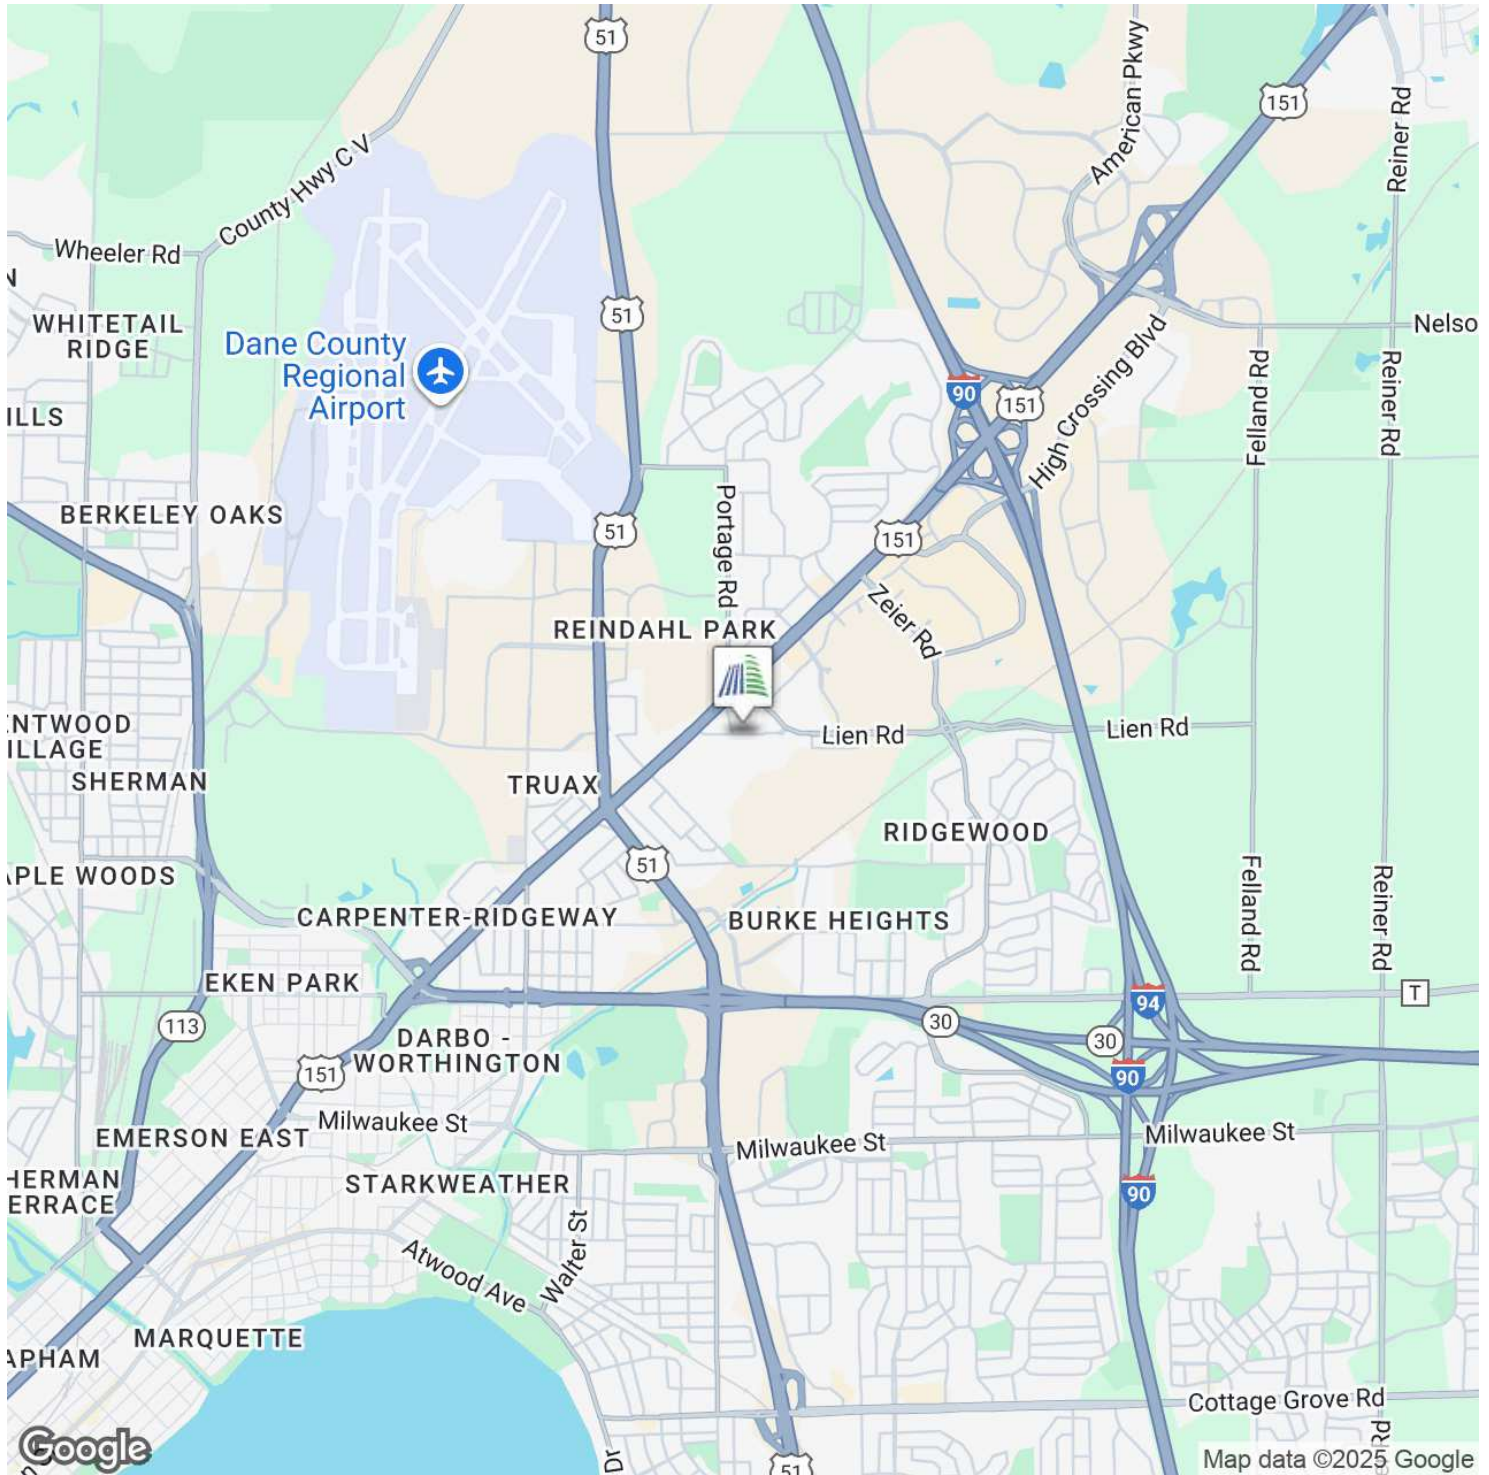 51
American Pkwy
151
Reiner Rd
County Hwy C V
Wheeler Rd
N
51
WHITETAIL
RIDGE
Nelso
Dane County
Regional
Airport
High Crossing Blvd
Felland Rd
Reiner Rd
90
151
ILLS
BERKELEY OAKS
51
Portage Rd
151
Zeier Rd
REINDAHL PARK
ENTWOOD
ILLAGE
Lien Rd
Lien Rd
SHERMAN
TRUAX
RIDGEWOOD
51
APLE WOODS
Felland Rd
Reiner Rd
CARPENTER-RIDGEWAY
BURKE HEIGHTS
EKEN PARK
94
T
113
30
30
DARBO -
WORTHINGTON
151
90
Milwaukee St
EMERSON EAST
Milwaukee St
Milwaukee St
HERMAN
ERRACE
STARKWEATHER
90
Walter St
Atwood Ave
MARQUETTE
APHAM
Cottage Grove Rd
Rd
Dr
51
Google
Map data ©2025 Google